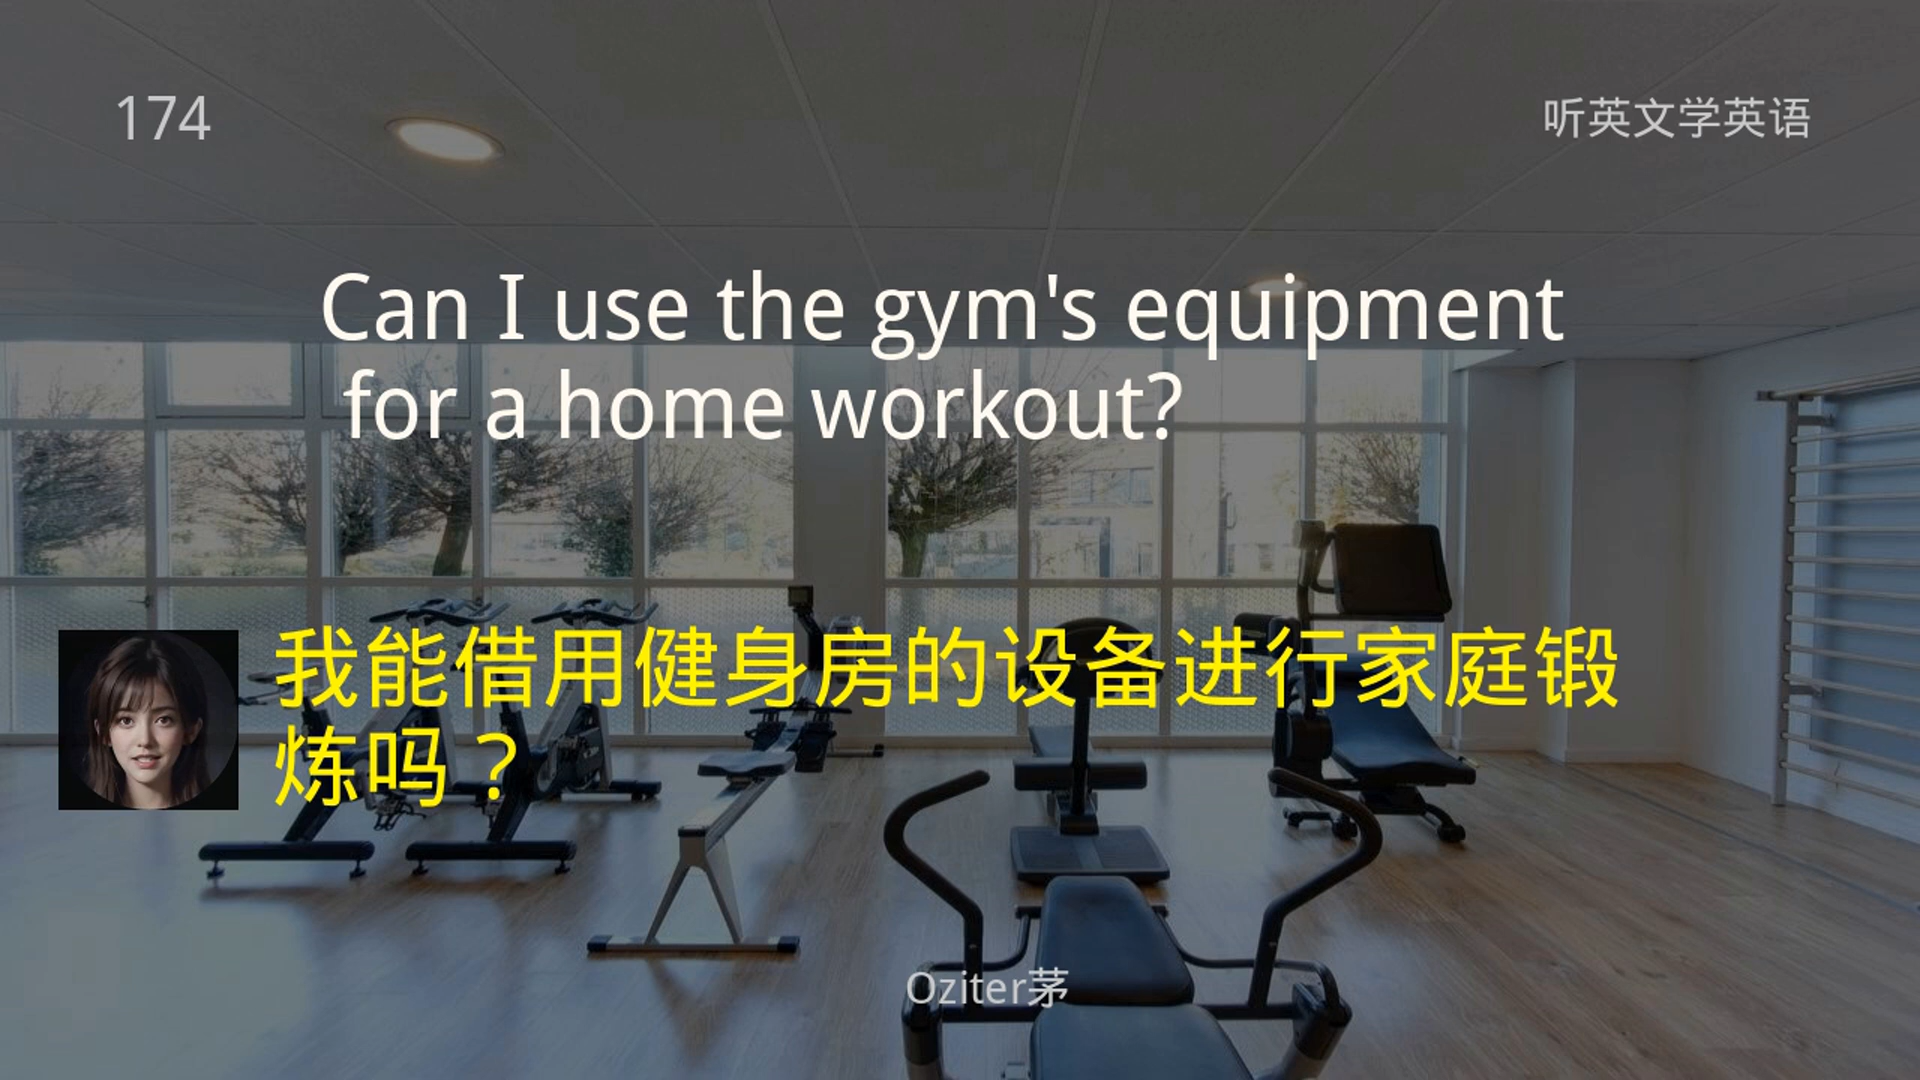 174
听英文学英语
Can I use the gym's equipment
for a home workout?
我能借用健身房的设备进行家庭锻
炼吗？
Oziter茅